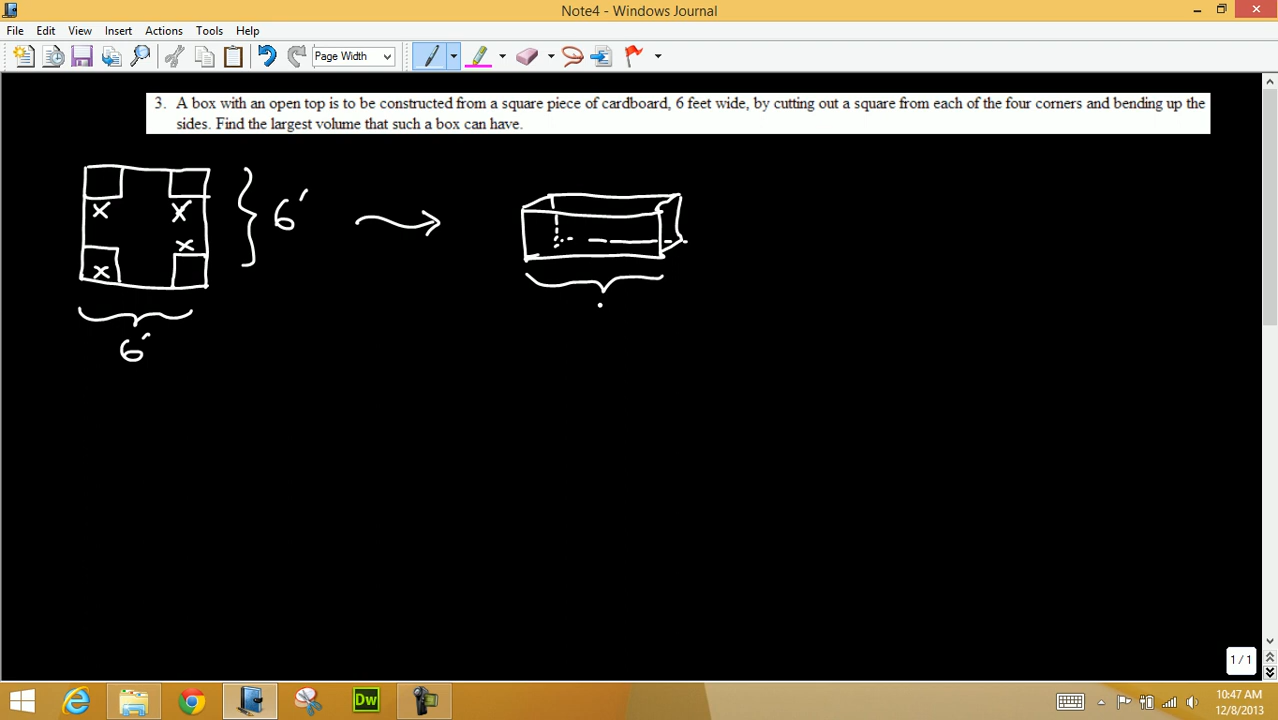 Note4 - Windows Journal
File Edit View Insert Actions Tools Help
Page Width
3. A box with an open top is to be constructed from a square piece of cardboard, 6 feet wide, by cutting out a square from each of the four corners and bending up the
sides. Find the largest volume that such a box can have.
x x
x
x
6′
6′
1 / 1
Dw
10:47 AM
12/8/2013